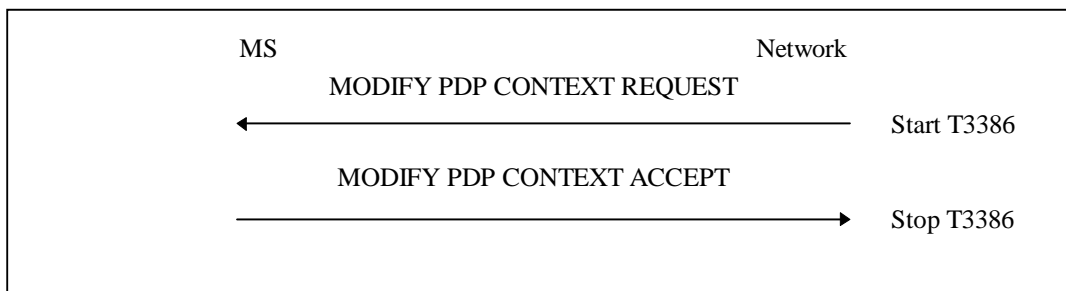 MS Network
MODIFY PDP CONTEXT REQUEST
Start T3386
MODIFY PDP CONTEXT ACCEPT
Stop T3386